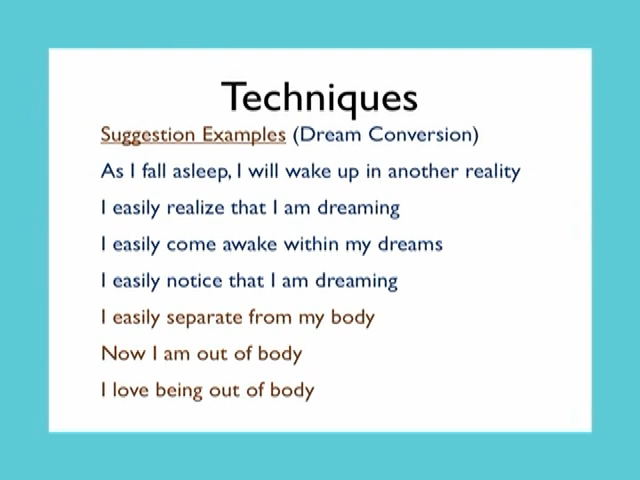 Techniques
Suggestion Examples (Dream Conversion)
As I fall asleep, I will wake up in another reality
I easily realize that I am dreaming
I easily come awake within my dreams
I easily notice that I am dreaming
I easily separate from my body
Now I am out of body
I love being out of body